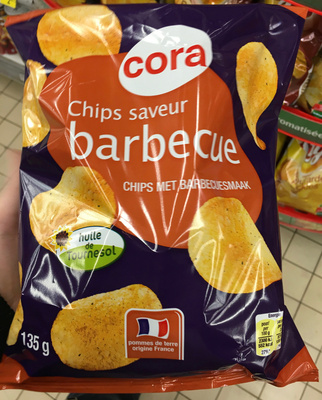 cora
Chips saveur
barbecue
CHIPS MET BARBECUESMAAK
huile
de
tournesol
135 g
pommes de terre
origine France